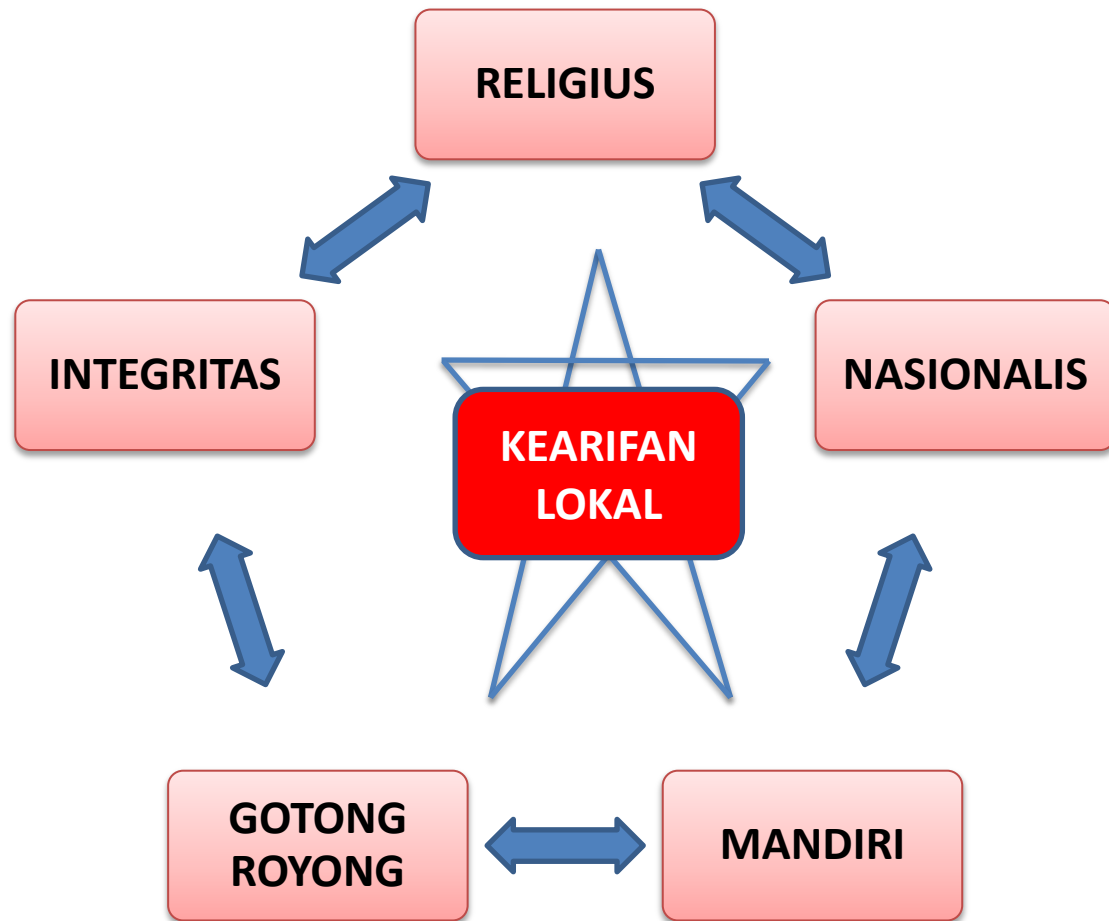 RELIGIUS
INTEGRITAS
NASIONALIS
KEARIFAN
LOKAL
GOTONG
ROYONG
MANDIRI